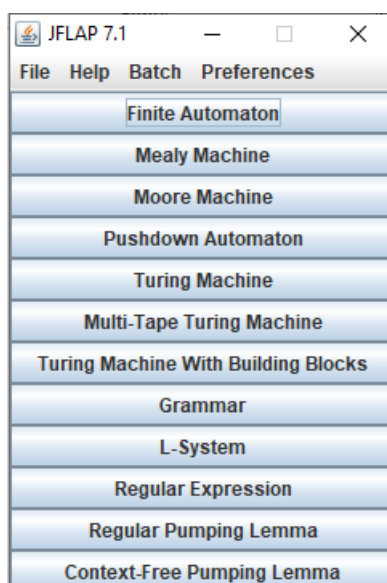 JFLAP 7.1
File Help Batch Preferences
Finite Automaton
Mealy Machine
Moore Machine
Pushdown Automaton
Turing Machine
Multi-Tape Turing Machine
Turing Machine With Building Blocks
Grammar
L-System
Regular Expression
Regular Pumping Lemma
Context-Free Pumping Lemma